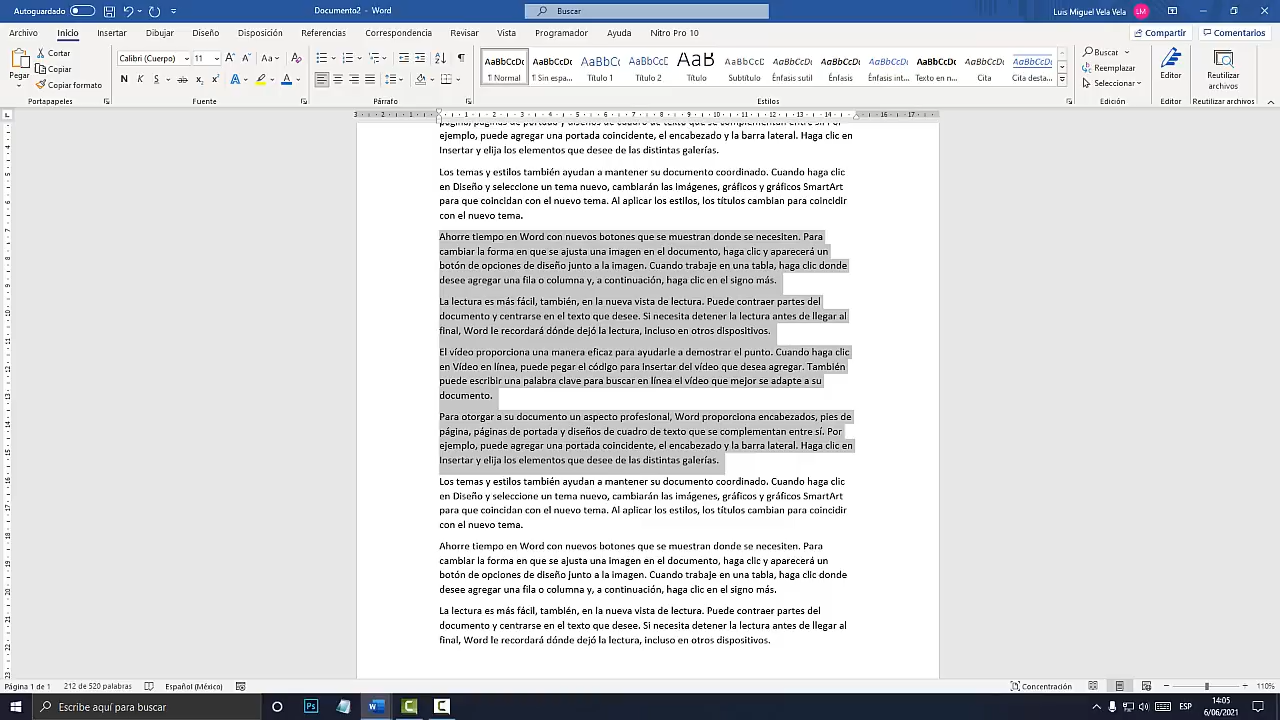 Autoguardado
Documento2 - Word
Buscar
Luis Miguel Vela Vela
LM
Archivo Inicio Insertar Dibujar Diseño Disposición Referencias Correspondencia Revisar Vista Programador Ayuda Nitro Pro 10
Compartir Comentarios
Pegar
Cortar
Copiar
Copiar formato
Portapapeles
Calibri (Cuerpo) 11
Fuente
Párrafo
AaBbCcDc AaBbCcDc AaBbCcD AaBbCcD AaB AaBbCcD AaBbCcD AaBbCcD AaBbCcD AaBbCcD AaBbCcD AaBbCcD
¶ Normal ¶ Sin espa... Título 1 Título 2 Título Subtítulo Énfasis sutil Énfasis Énfasis int... Texto en n... Cita Cita desta...
Estilos
Buscar
Reemplazar
Seleccionar
Edición
Editor
Editor
Reutilizar archivos
Reutilizar archivos
página, páginas de portada y diseños de cuadro de texto que se complementan entre sí. Por
ejemplo, puede agregar una portada coincidente, el encabezado y la barra lateral. Haga clic en
Insertar y elija los elementos que desee de las distintas galerías.
Los temas y estilos también ayudan a mantener su documento coordinado. Cuando haga clic
en Diseño y seleccione un tema nuevo, cambiarán las imágenes, gráficos y gráficos SmartArt
para que coincidan con el nuevo tema. Al aplicar los estilos, los títulos cambian para coincidir
con el nuevo tema.
Ahorre tiempo en Word con nuevos botones que se muestran donde se necesiten. Para
cambiar la forma en que se ajusta una imagen en el documento, haga clic y aparecerá un
botón de opciones de diseño junto a la imagen. Cuando trabaje en una tabla, haga clic donde
desee agregar una fila o columna y, a continuación, haga clic en el signo más.
La lectura es más fácil, también, en la nueva vista de lectura. Puede contraer partes del
documento y centrarse en el texto que desee. Si necesita detener la lectura antes de llegar al
final, Word le recordará dónde dejó la lectura, incluso en otros dispositivos.
El vídeo proporciona una manera eficaz para ayudarle a demostrar el punto. Cuando haga clic
en Vídeo en línea, puede pegar el código para insertar del vídeo que desea agregar. También
puede escribir una palabra clave para buscar en línea el vídeo que mejor se adapte a su
documento.
Para otorgar a su documento un aspecto profesional, Word proporciona encabezados, pies de
página, páginas de portada y diseños de cuadro de texto que se complementan entre sí. Por
ejemplo, puede agregar una portada coincidente, el encabezado y la barra lateral. Haga clic en
Insertar y elija los elementos que desee de las distintas galerías.
Los temas y estilos también ayudan a mantener su documento coordinado. Cuando haga clic
en Diseño y seleccione un tema nuevo, cambiarán las imágenes, gráficos y gráficos SmartArt
para que coincidan con el nuevo tema. Al aplicar los estilos, los títulos cambian para coincidir
con el nuevo tema.
Ahorre tiempo en Word con nuevos botones que se muestran donde se necesiten. Para
cambiar la forma en que se ajusta una imagen en el documento, haga clic y aparecerá un
botón de opciones de diseño junto a la imagen. Cuando trabaje en una tabla, haga clic donde
desee agregar una fila o columna y, a continuación, haga clic en el signo más.
La lectura es más fácil, también, en la nueva vista de lectura. Puede contraer partes del
documento y centrarse en el texto que desee. Si necesita detener la lectura antes de llegar al
final, Word le recordará dónde dejó la lectura, incluso en otros dispositivos.
Página 1 de 1 212 de 520 palabras Español (México) Concentración 110%
Escribe aquí para buscar
ESP
14:05
6/06/2021